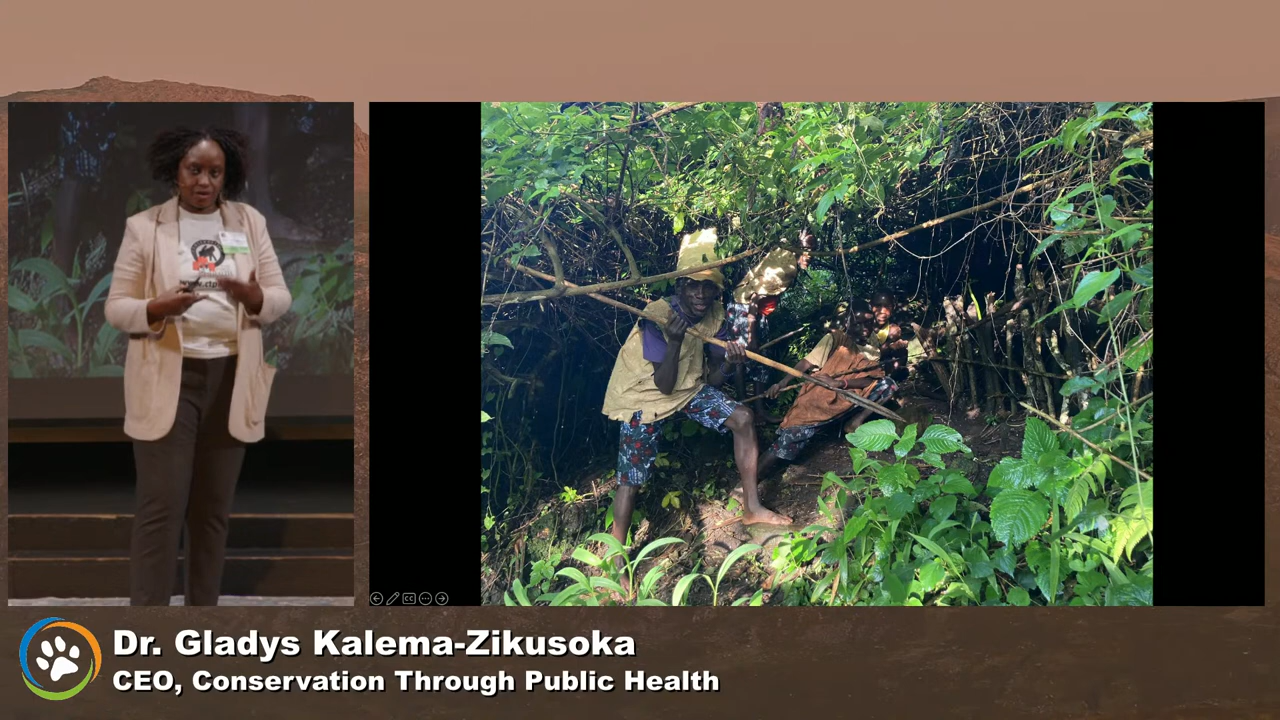 Dr. Gladys Kalema-Zikusoka
CEO, Conservation Through Public Health